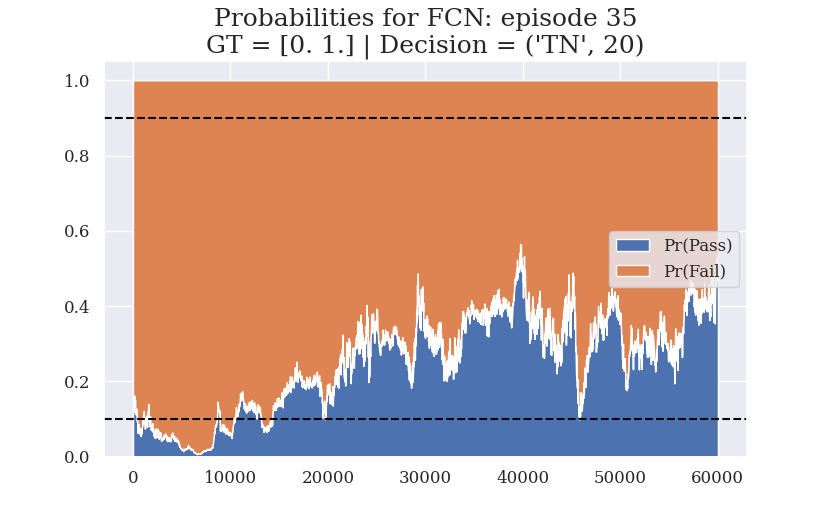 Probabilities for FCN: episode 35
GT = [0. 1.] | Decision = ('TN', 20)
1.0
0.8
0.6
0.4
0.2
0.0
Pr(Pass)
Pr(Fail)
0 10000 20000 30000 40000 50000 60000